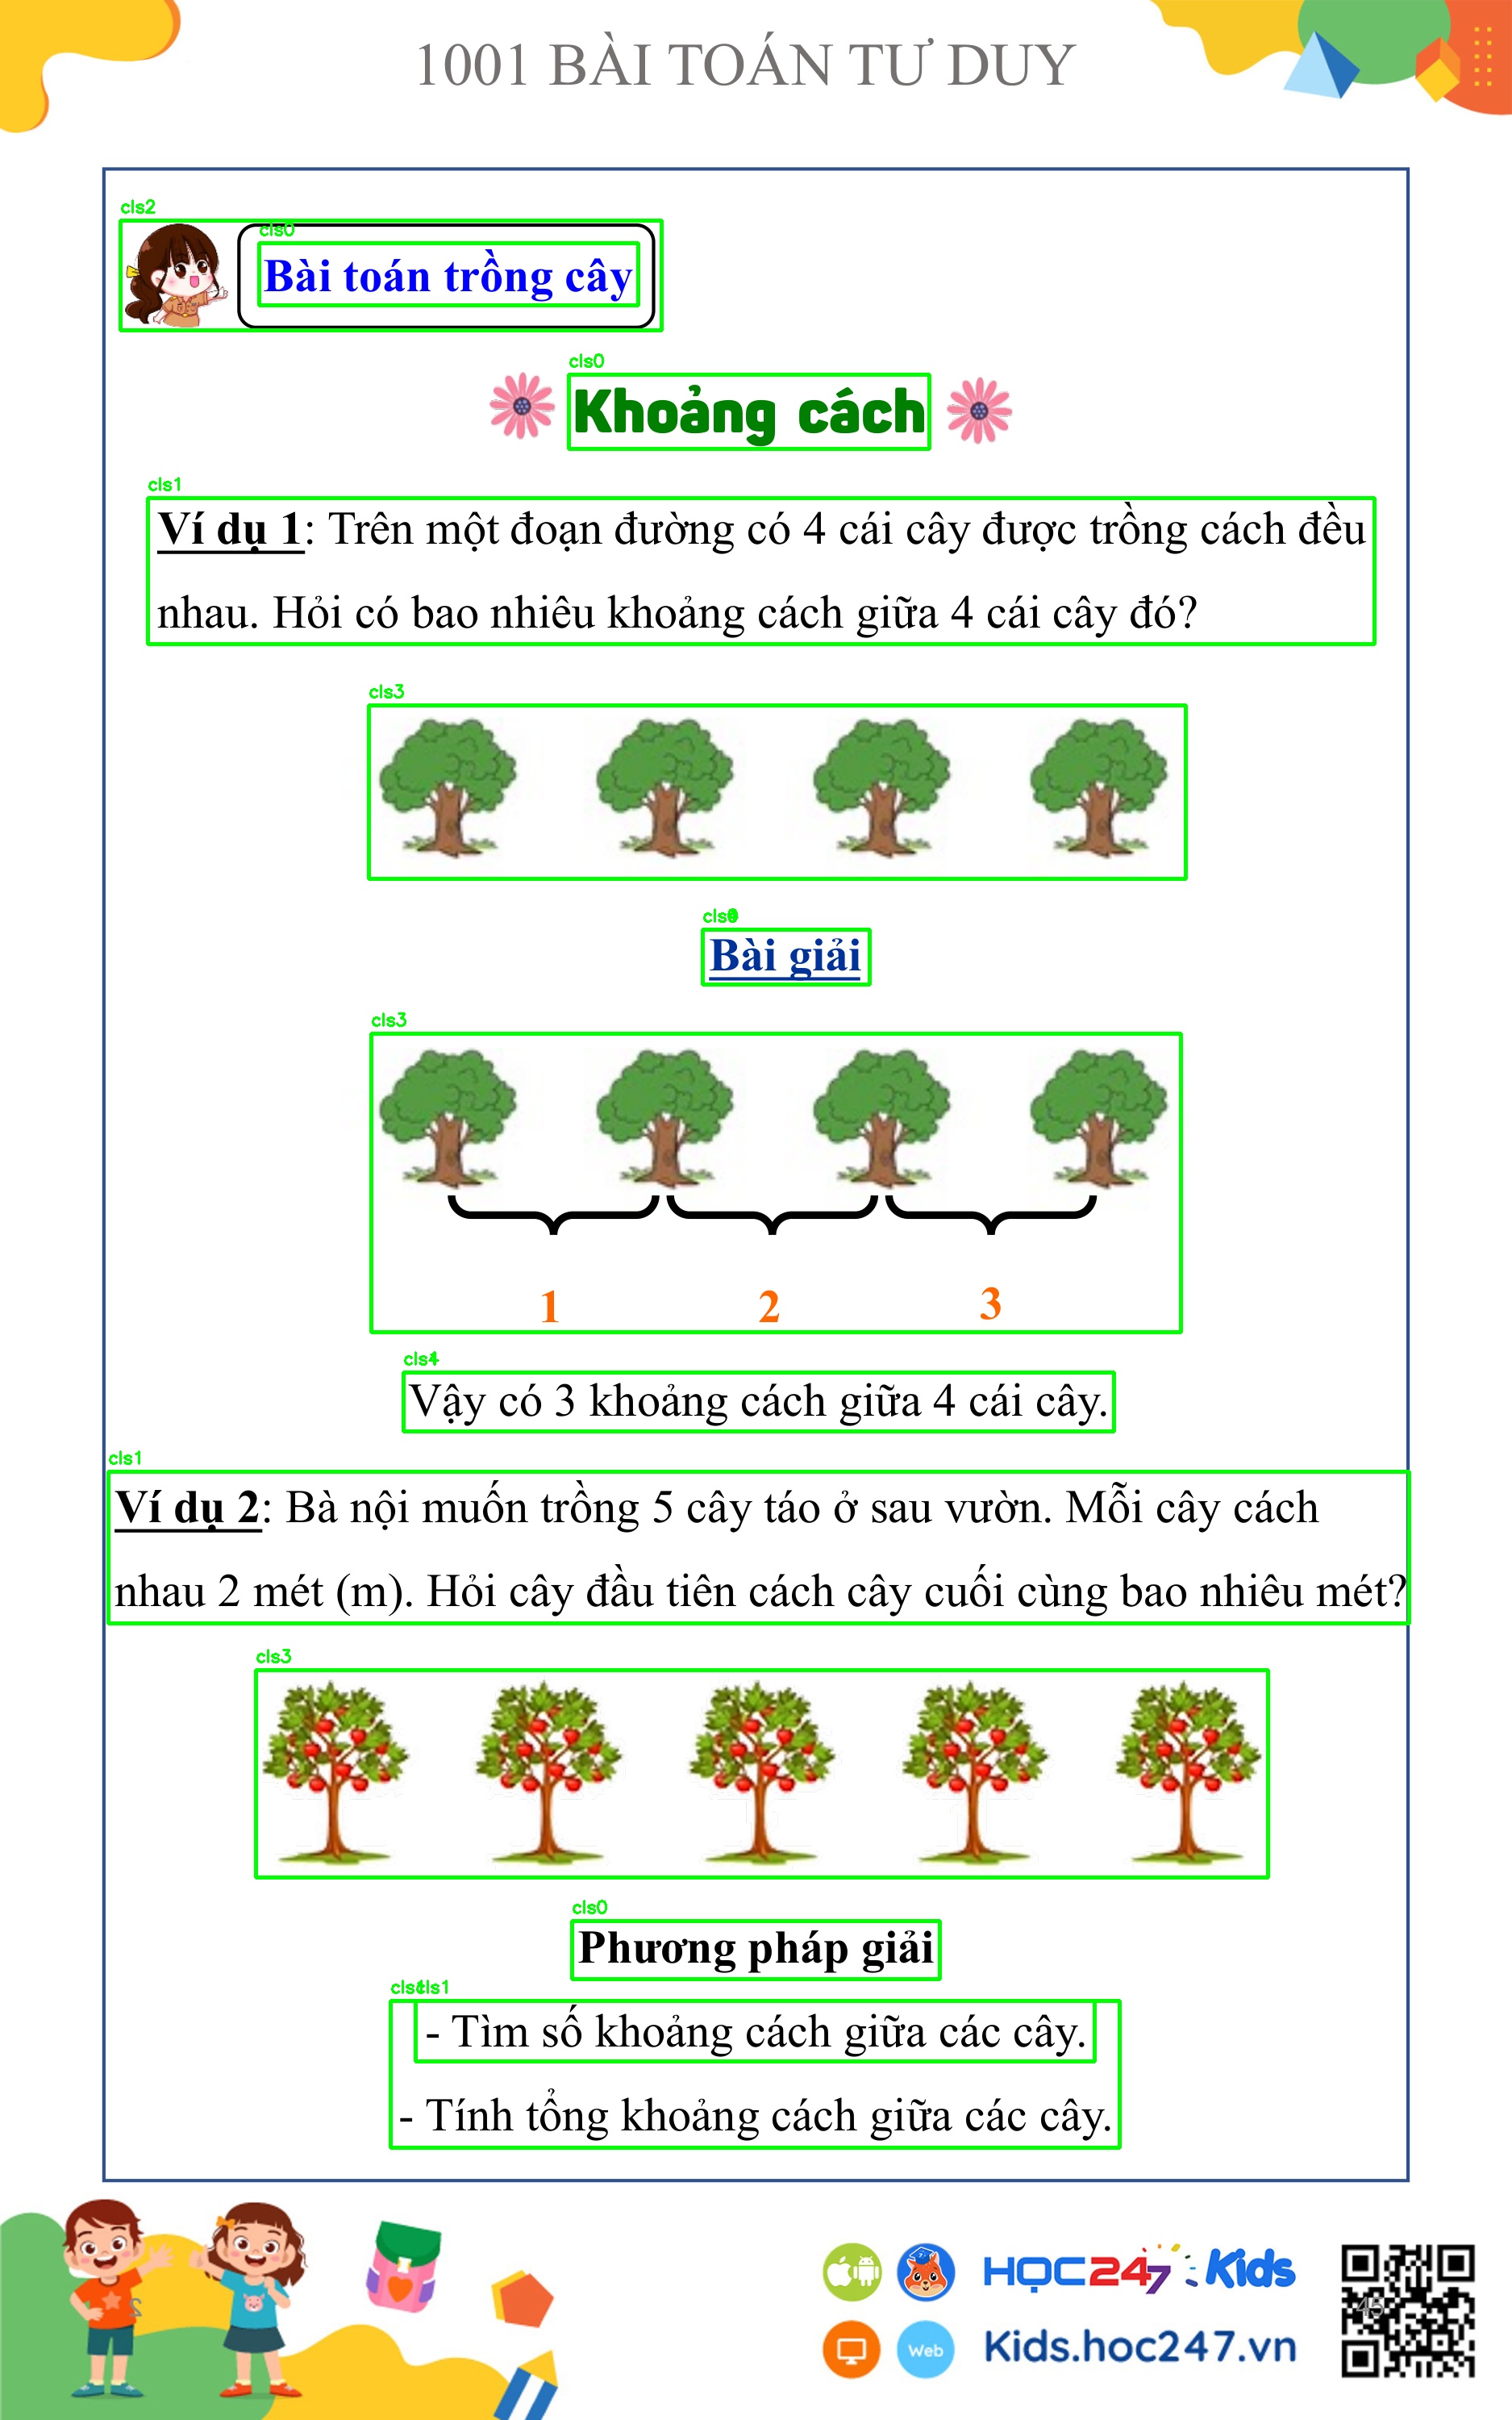 1001 BÀI TOÁN TƯ DUY
cls2
cls0
Bài toán trồng cây
cls0
Khoảng cách
cls1
Ví dụ 1: Trên một đoạn đường có 4 cái cây được trồng cách đều
nhau. Hỏi có bao nhiêu khoảng cách giữa 4 cái cây đó?
cls3
Bài giải
cls3
1 2 3
Vậy có 3 khoảng cách giữa 4 cái cây.
cls1
Ví dụ 2: Bà nội muốn trồng 5 cây táo ở sau vườn. Mỗi cây cách
nhau 2 mét (m). Hỏi cây đầu tiên cách cây cuối cùng bao nhiêu mét?
cls3
cls0
Phương pháp giải
cls1
- Tìm số khoảng cách giữa các cây.
- Tính tổng khoảng cách giữa các cây.
HỌC247 Kids
Web
Kids.hoc247.vn
45
2